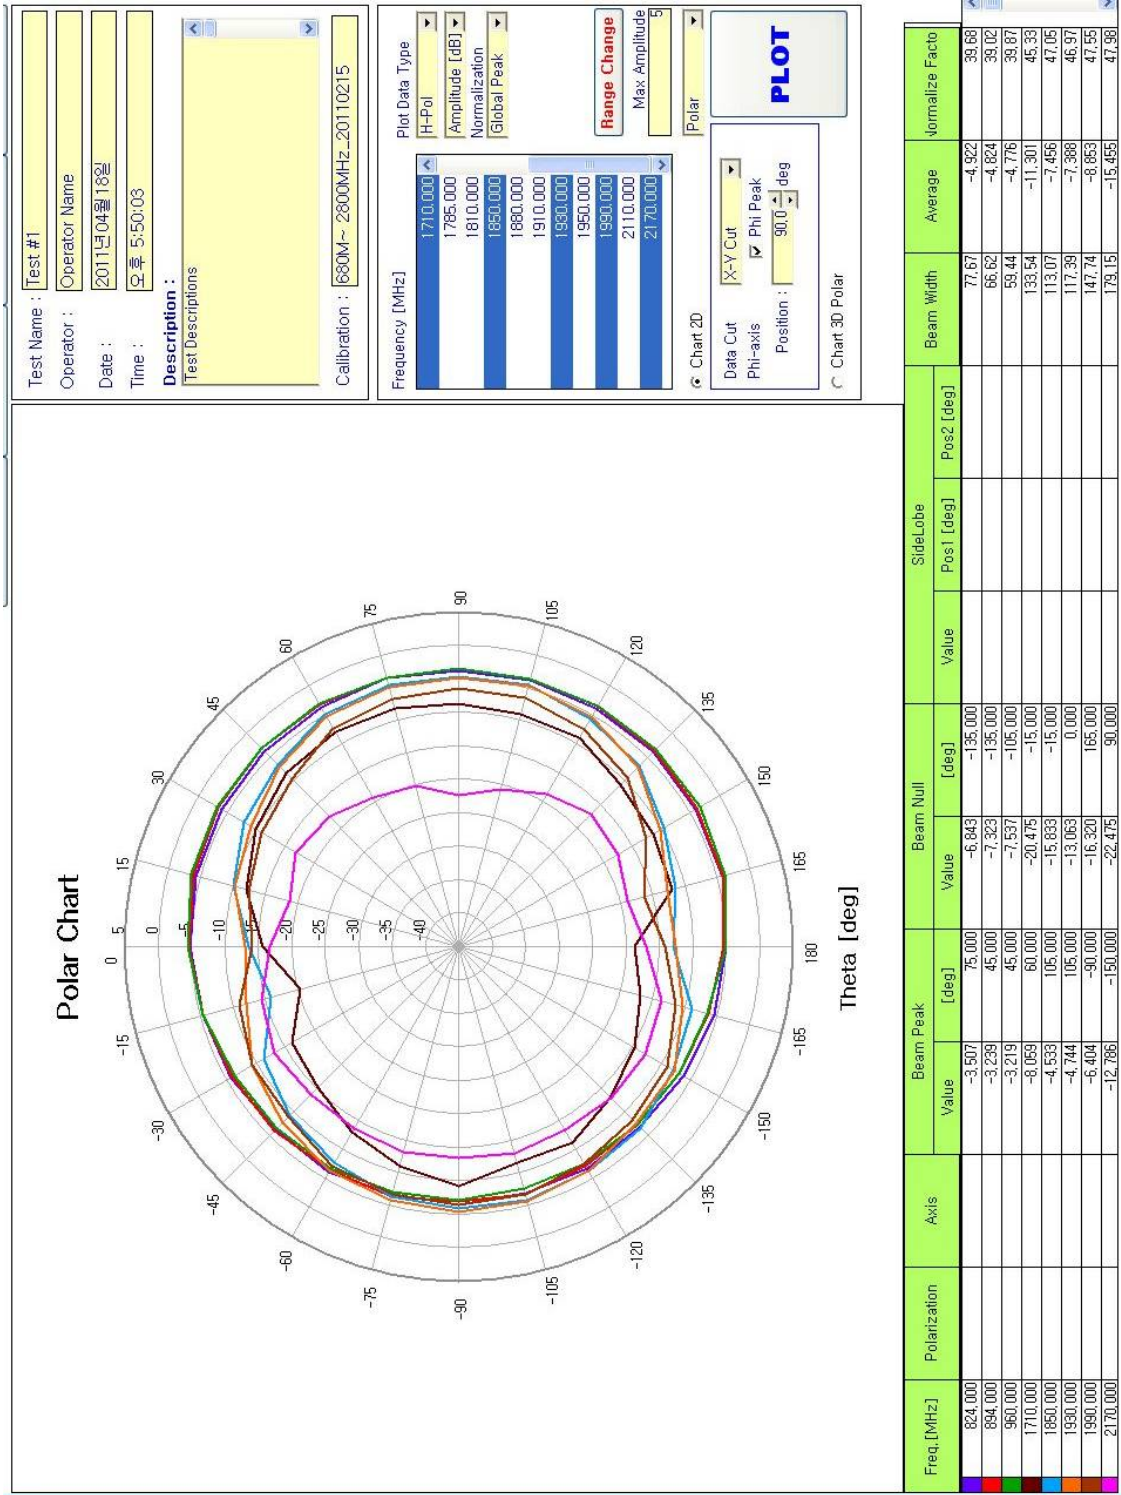 Polar Chart
5
0
-5
-10
-15
-20
-25
-30
-35
-40
0
15
30
45
60
75
90
105
120
135
150
165
180
-165
-150
-135
-120
-105
-90
-75
-60
-45
-30
-15
Theta [deg]
Test Name : Test #1
Operator : Operator Name
Date : 2011년04월18일
Time : 오후 5:50:03
Description :
Test Descriptions
Calibration : 680M~ 2800MHz_20110215
Frequency [MHz]
1710.000
1785.000
1810.000
1850.000
1880.000
1910.000
1930.000
1950.000
1990.000
2110.000
2170.000
Plot Data Type
H-Pol
Amplitude [dB]
Normalization
Global Peak
Range Change
Max Amplitude
5
Polar
Chart 2D
Data Cut X-Y Cut
Phi-axis Phi Peak
Position : 90.0 deg
Chart 3D Polar
PLOT
Freq.[MHz] Polarization Axis Beam Peak Beam Null SideLobe Beam Width Average Normalize Facto
Value [deg] Value [deg] Value Pos1 [deg] Pos2 [deg]
824.000 -3.507 75.000 -6.843 -135.000 77.67 -4.922 39.68
894.000 -3.239 45.000 -7.323 -135.000 66.62 -4.824 39.02
960.000 -3.219 45.000 -7.537 -105.000 59.44 -4.776 39.87
1710.000 -8.059 60.000 -20.475 -15.000 133.54 -11.301 45.33
1850.000 -4.533 105.000 -15.833 -15.000 113.07 -7.456 47.05
1930.000 -4.744 105.000 -13.063 0.000 117.39 -7.388 46.97
1990.000 -6.404 -90.000 -16.320 165.000 147.74 -8.853 47.55
2170.000 -12.786 -150.000 -22.475 90.000 179.15 -15.455 47.98